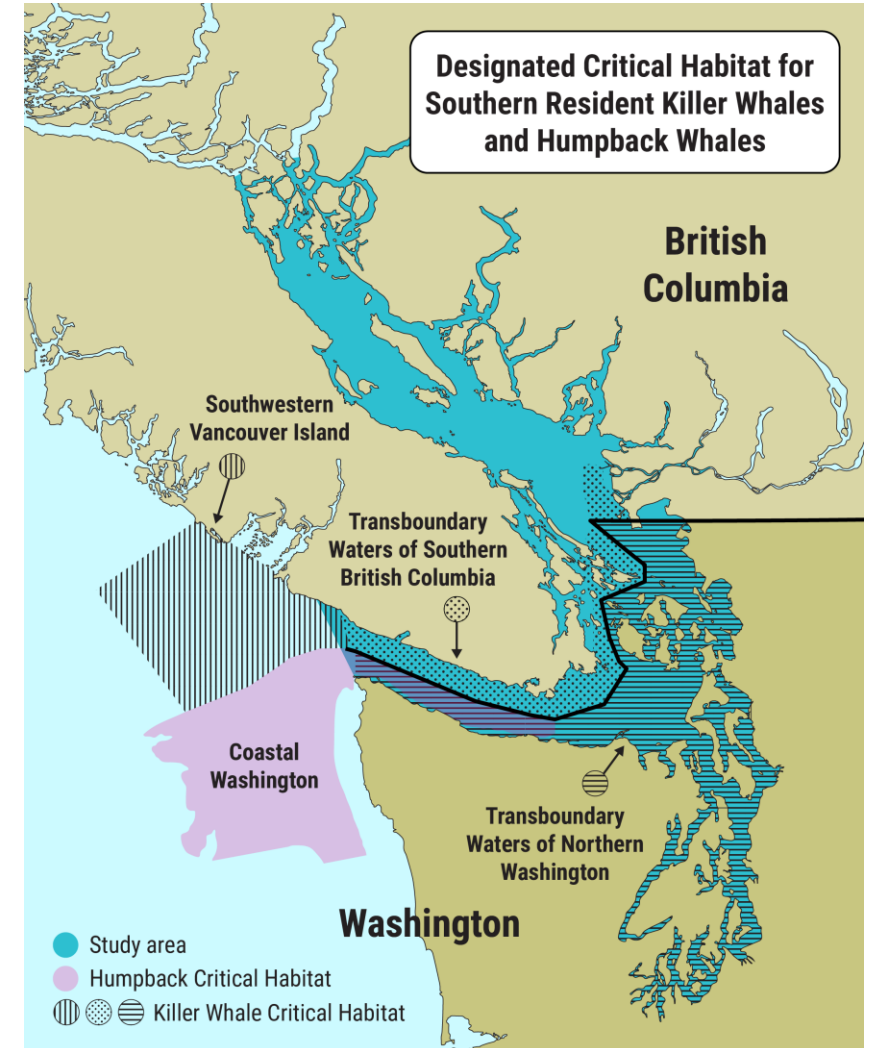 Designated Critical Habitat for
Southern Resident Killer Whales
and Humpback Whales
British
Columbia
Southwestern
Vancouver Island
Transboundary
Waters of Southern
British Columbia
Coastal
Washington
Transboundary
Waters of Northern
Washington
Washington
Study area
Humpback Critical Habitat
Killer Whale Critical Habitat